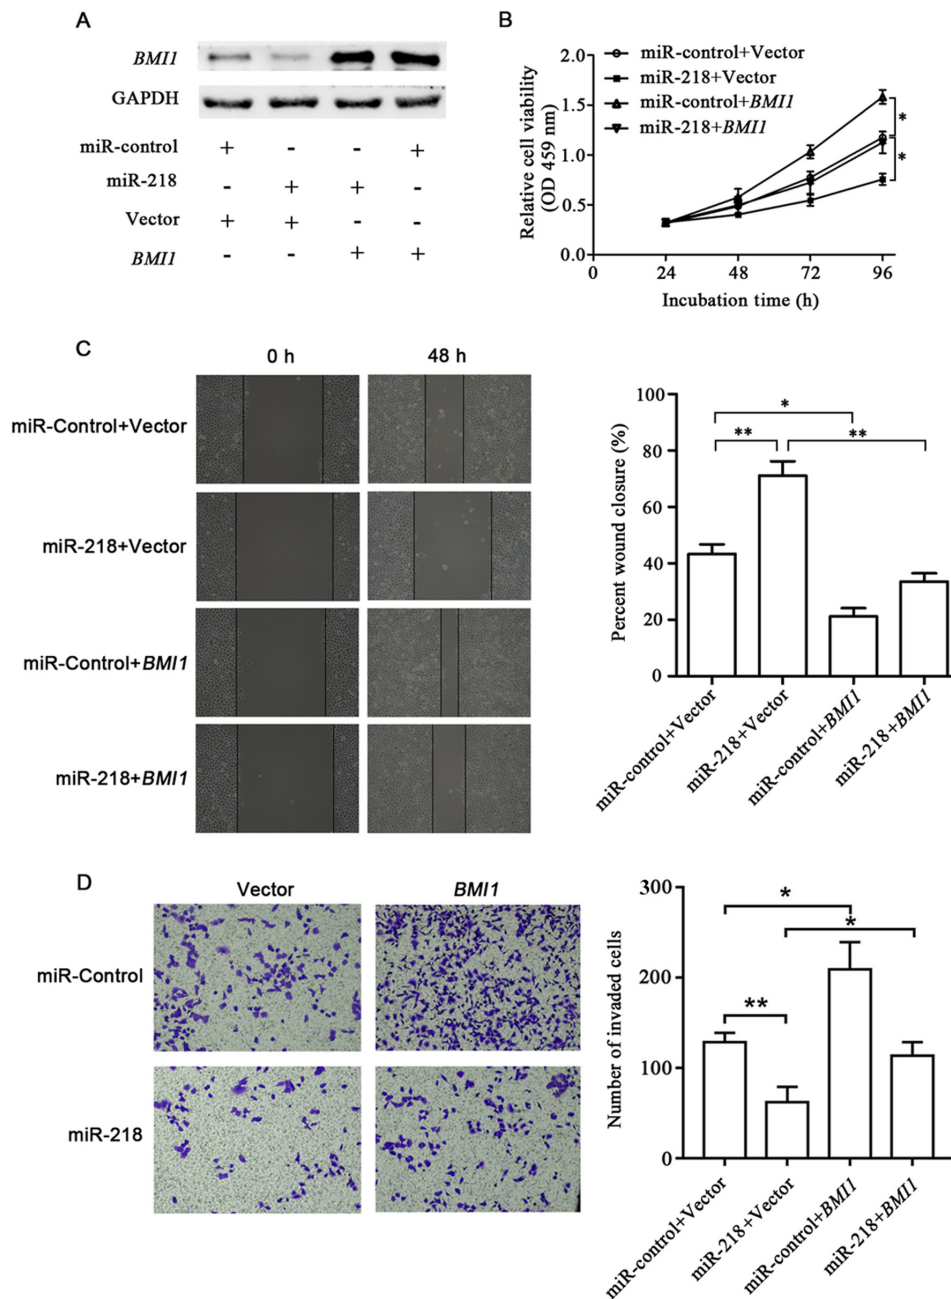 A
BMI1
GAPDH
miR-control + - - +
miR-218 - + + -
Vector + + - -
BMI1 - - + +
B
Relative cell viability
(OD 459 nm)
2.0
1.5
1.0
0.5
0.0
0 24 48 72 96
Incubation time (h)
miR-control+Vector
miR-218+Vector
miR-control+BMI1
miR-218+BMI1
*
*
C
0 h 48 h
miR-Control+Vector
miR-218+Vector
miR-Control+BMI1
miR-218+BMI1
Percent wound closure (%)
100
80
60
40
20
0
*
** **
miR-control+Vector
miR-218+Vector
miR-control+BMI1
miR-218+BMI1
D
Vector BMI1
miR-Control
miR-218
Number of invaded cells
300
200
100
0
*
*
**
miR-control+Vector
miR-218+Vector
miR-control+BMI1
miR-218+BMI1